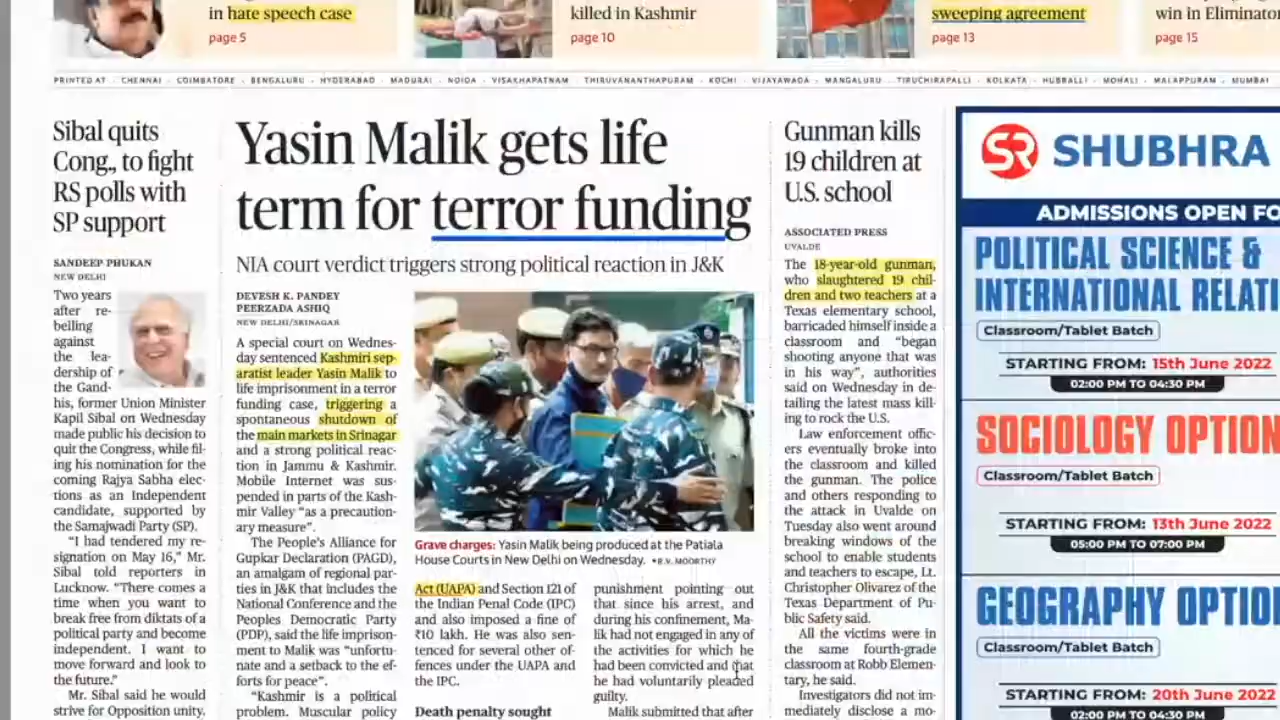 in hate speech case
page 5
killed in Kashmir
page 10
sweeping agreement
page 13
win in Eliminator
page 15
PRINTED AT · CHENNAI · COIMBATORE · BENGALURU · HYDERABAD · MADURAI · NOIDA · VISAKHAPATNAM · THIRUVANANTHAPURAM · KOCHI · VIJAYAWADA · MANGALURU · TIRUCHIRAPALLI · KOLKATA · HUBBALLI · MOHALI · MALAPPURAM · MUMBAI
Sibal quits
Cong., to fight
RS polls with
SP support
SANDEEP PHUKAN
NEW DELHI
Two years
after re-
belling
against
the lea-
dership of
the Gand-
his, former Union Minister
Kapil Sibal on Wednesday
made public his decision to
quit the Congress, while fil-
ing his nomination for the
coming Rajya Sabha elec-
tions as an Independent
candidate, supported by
the Samajwadi Party (SP).
"I had tendered my re-
signation on May 16," Mr.
Sibal told reporters in
Lucknow. "There comes a
time when you want to
break free from diktats of a
political party and become
independent. I want to
move forward and look to
the future."
Mr. Sibal said he would
strive for Opposition unity.
Yasin Malik gets life
term for terror funding
NIA court verdict triggers strong political reaction in J&K
DEVESH K. PANDEY
PEERZADA ASHIQ
NEW DELHI/SRINAGAR
A special court on Wednes-
day sentenced Kashmiri sep-
aratist leader Yasin Malik to
life imprisonment in a terror
funding case, triggering a
spontaneous shutdown of
the main markets in Srinagar
and a strong political reac-
tion in Jammu & Kashmir.
Mobile Internet was sus-
pended in parts of the Kash-
mir Valley "as a precaution-
ary measure".
The People's Alliance for
Gupkar Declaration (PAGD),
an amalgam of regional par-
ties in J&K that includes the
National Conference and the
Peoples Democratic Party
(PDP), said the life imprison-
ment to Malik was "unfortu-
nate and a setback to the ef-
forts for peace".
"Kashmir is a political
problem. Muscular policy
Grave charges: Yasin Malik being produced at the Patiala
House Courts in New Delhi on Wednesday. •R.V. MOORTHY
Act (UAPA) and Section 121 of
the Indian Penal Code (IPC)
and also imposed a fine of
₹10 lakh. He was also sen-
tenced for several other of-
fences under the UAPA and
the IPC.
Death penalty sought
punishment pointing out
that since his arrest, and
during his confinement, Ma-
lik had not engaged in any of
the activities for which he
had been convicted and that
he had voluntarily pleaded
guilty.
Malik submitted that after
Gunman kills
19 children at
U.S. school
ASSOCIATED PRESS
UVALDE
The 18-year-old gunman,
who slaughtered 19 chil-
dren and two teachers at a
Texas elementary school,
barricaded himself inside a
classroom and "began
shooting anyone that was
in his way", authorities
said on Wednesday in de-
tailing the latest mass kill-
ing to rock the U.S.
Law enforcement offic-
ers eventually broke into
the classroom and killed
the gunman. The police
and others responding to
the attack in Uvalde on
Tuesday also went around
breaking windows of the
school to enable students
and teachers to escape, Lt.
Christopher Olivarez of the
Texas Department of Pu-
blic Safety said.
All the victims were in
the same fourth-grade
classroom at Robb Elemen-
tary, he said.
Investigators did not im-
mediately disclose a mo-
SR SHUBHRA
ADMISSIONS OPEN FO
POLITICAL SCIENCE &
INTERNATIONAL RELATI
Classroom/Tablet Batch
STARTING FROM: 15th June 2022
02:00 PM TO 04:30 PM
SOCIOLOGY OPTION
Classroom/Tablet Batch
STARTING FROM: 13th June 2022
05:00 PM TO 07:00 PM
GEOGRAPHY OPTIO
Classroom/Tablet Batch
STARTING FROM: 20th June 2022
02:00 PM TO 04:30 PM